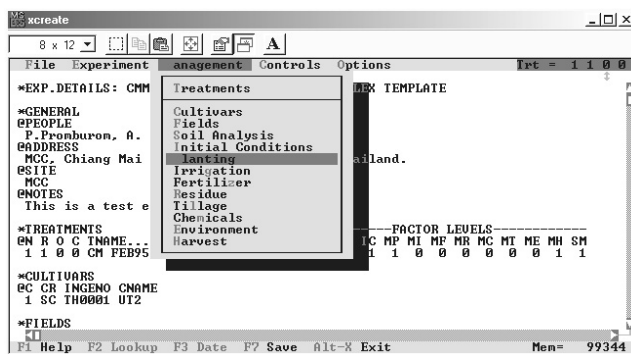 xcreate
8 x 12
A
File Experiment anagement Controls Options Trt = 1 1 0 0
*EXP.DETAILS: CMM LEX TEMPLATE
*GENERAL
@PEOPLE
P.Promburom, A.
@ADDRESS
MCC, Chiang Mai ailand.
@SITE
MCC
@NOTES
This is a test e
*TREATMENTS -----FACTOR LEVELS------------
@N R O C TNAME... IC MP MI MF MR MC MT ME MH SM
1 1 0 0 CM FEB95 1 1 0 0 0 0 0 1 1
*CULTIVARS
@C CR INGENO CNAME
1 SC TH0001 UT2
*FIELDS
Treatments
Cultivars
Fields
Soil Analysis
Initial Conditions
lanting
Irrigation
Fertilizer
Residue
Tillage
Chemicals
Environment
Harvest
F1 Help F2 Lookup F3 Date F7 Save Alt-X Exit Mem= 99344